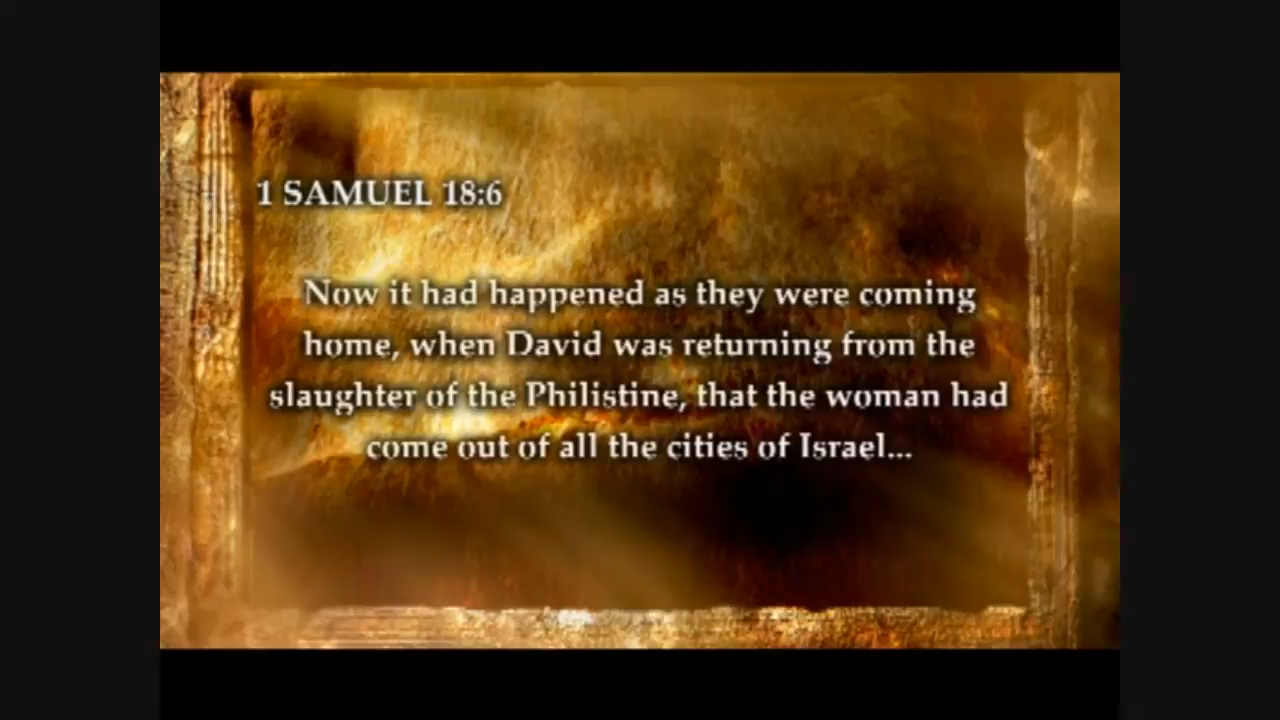 1 SAMUEL 18:6
Now it had happened as they were coming
home, when David was returning from the
slaughter of the Philistine, that the woman had
come out of all the cities of Israel...